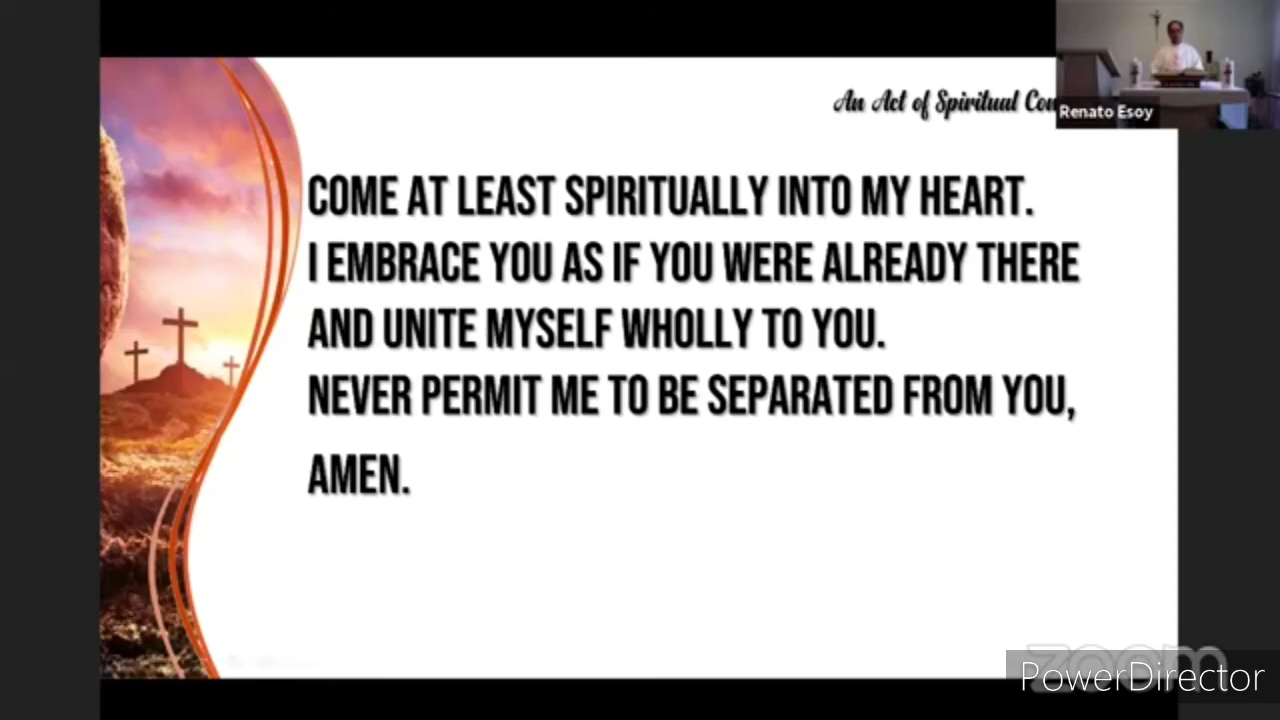 An Act of Spiritual
Renato Esoy
COME AT LEAST SPIRITUALLY INTO MY HEART.
I EMBRACE YOU AS IF YOU WERE ALREADY THERE
AND UNITE MYSELF WHOLLY TO YOU.
NEVER PERMIT ME TO BE SEPARATED FROM YOU,
AMEN.
zoom
PowerDirector